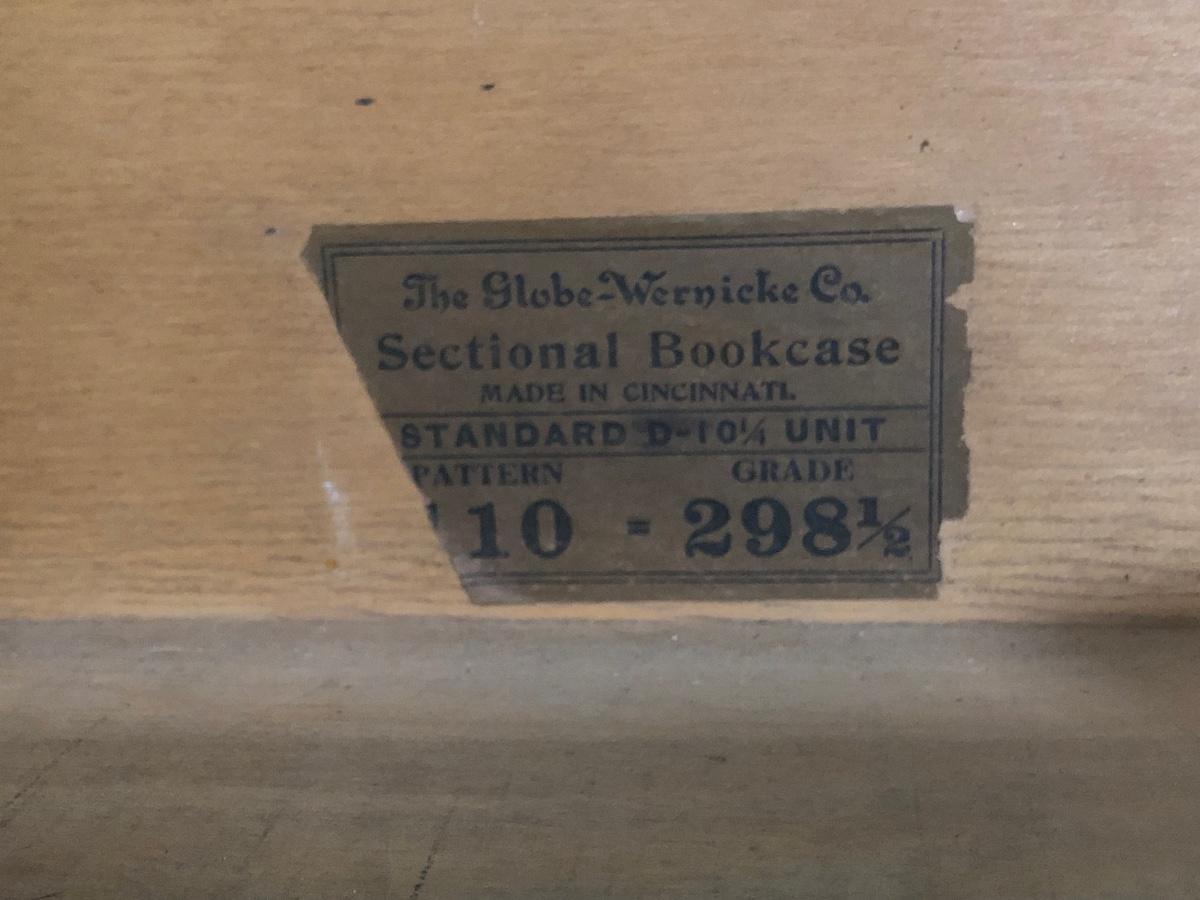 The Globe-Wernicke Co.
Sectional Bookcase
MADE IN CINCINNATI.
STANDARD D-10¼ UNIT
PATTERN GRADE
10 = 298½